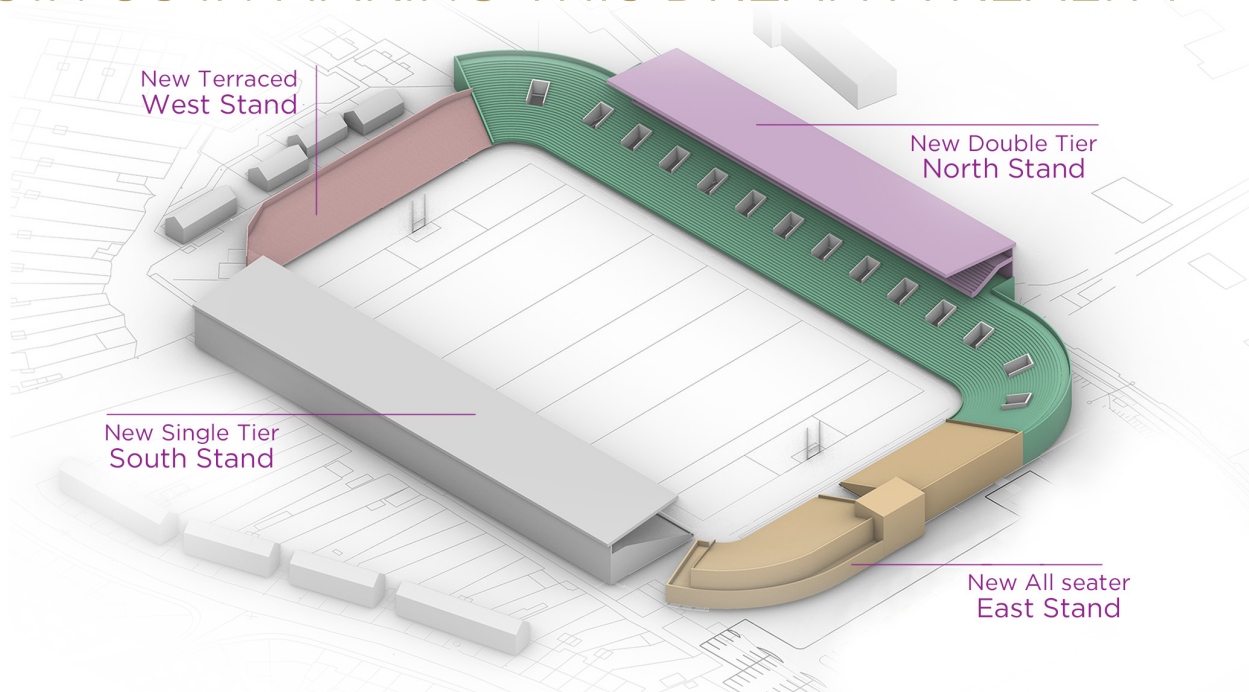 New Terraced
West Stand
New Double Tier
North Stand
New Single Tier
South Stand
New All seater
East Stand